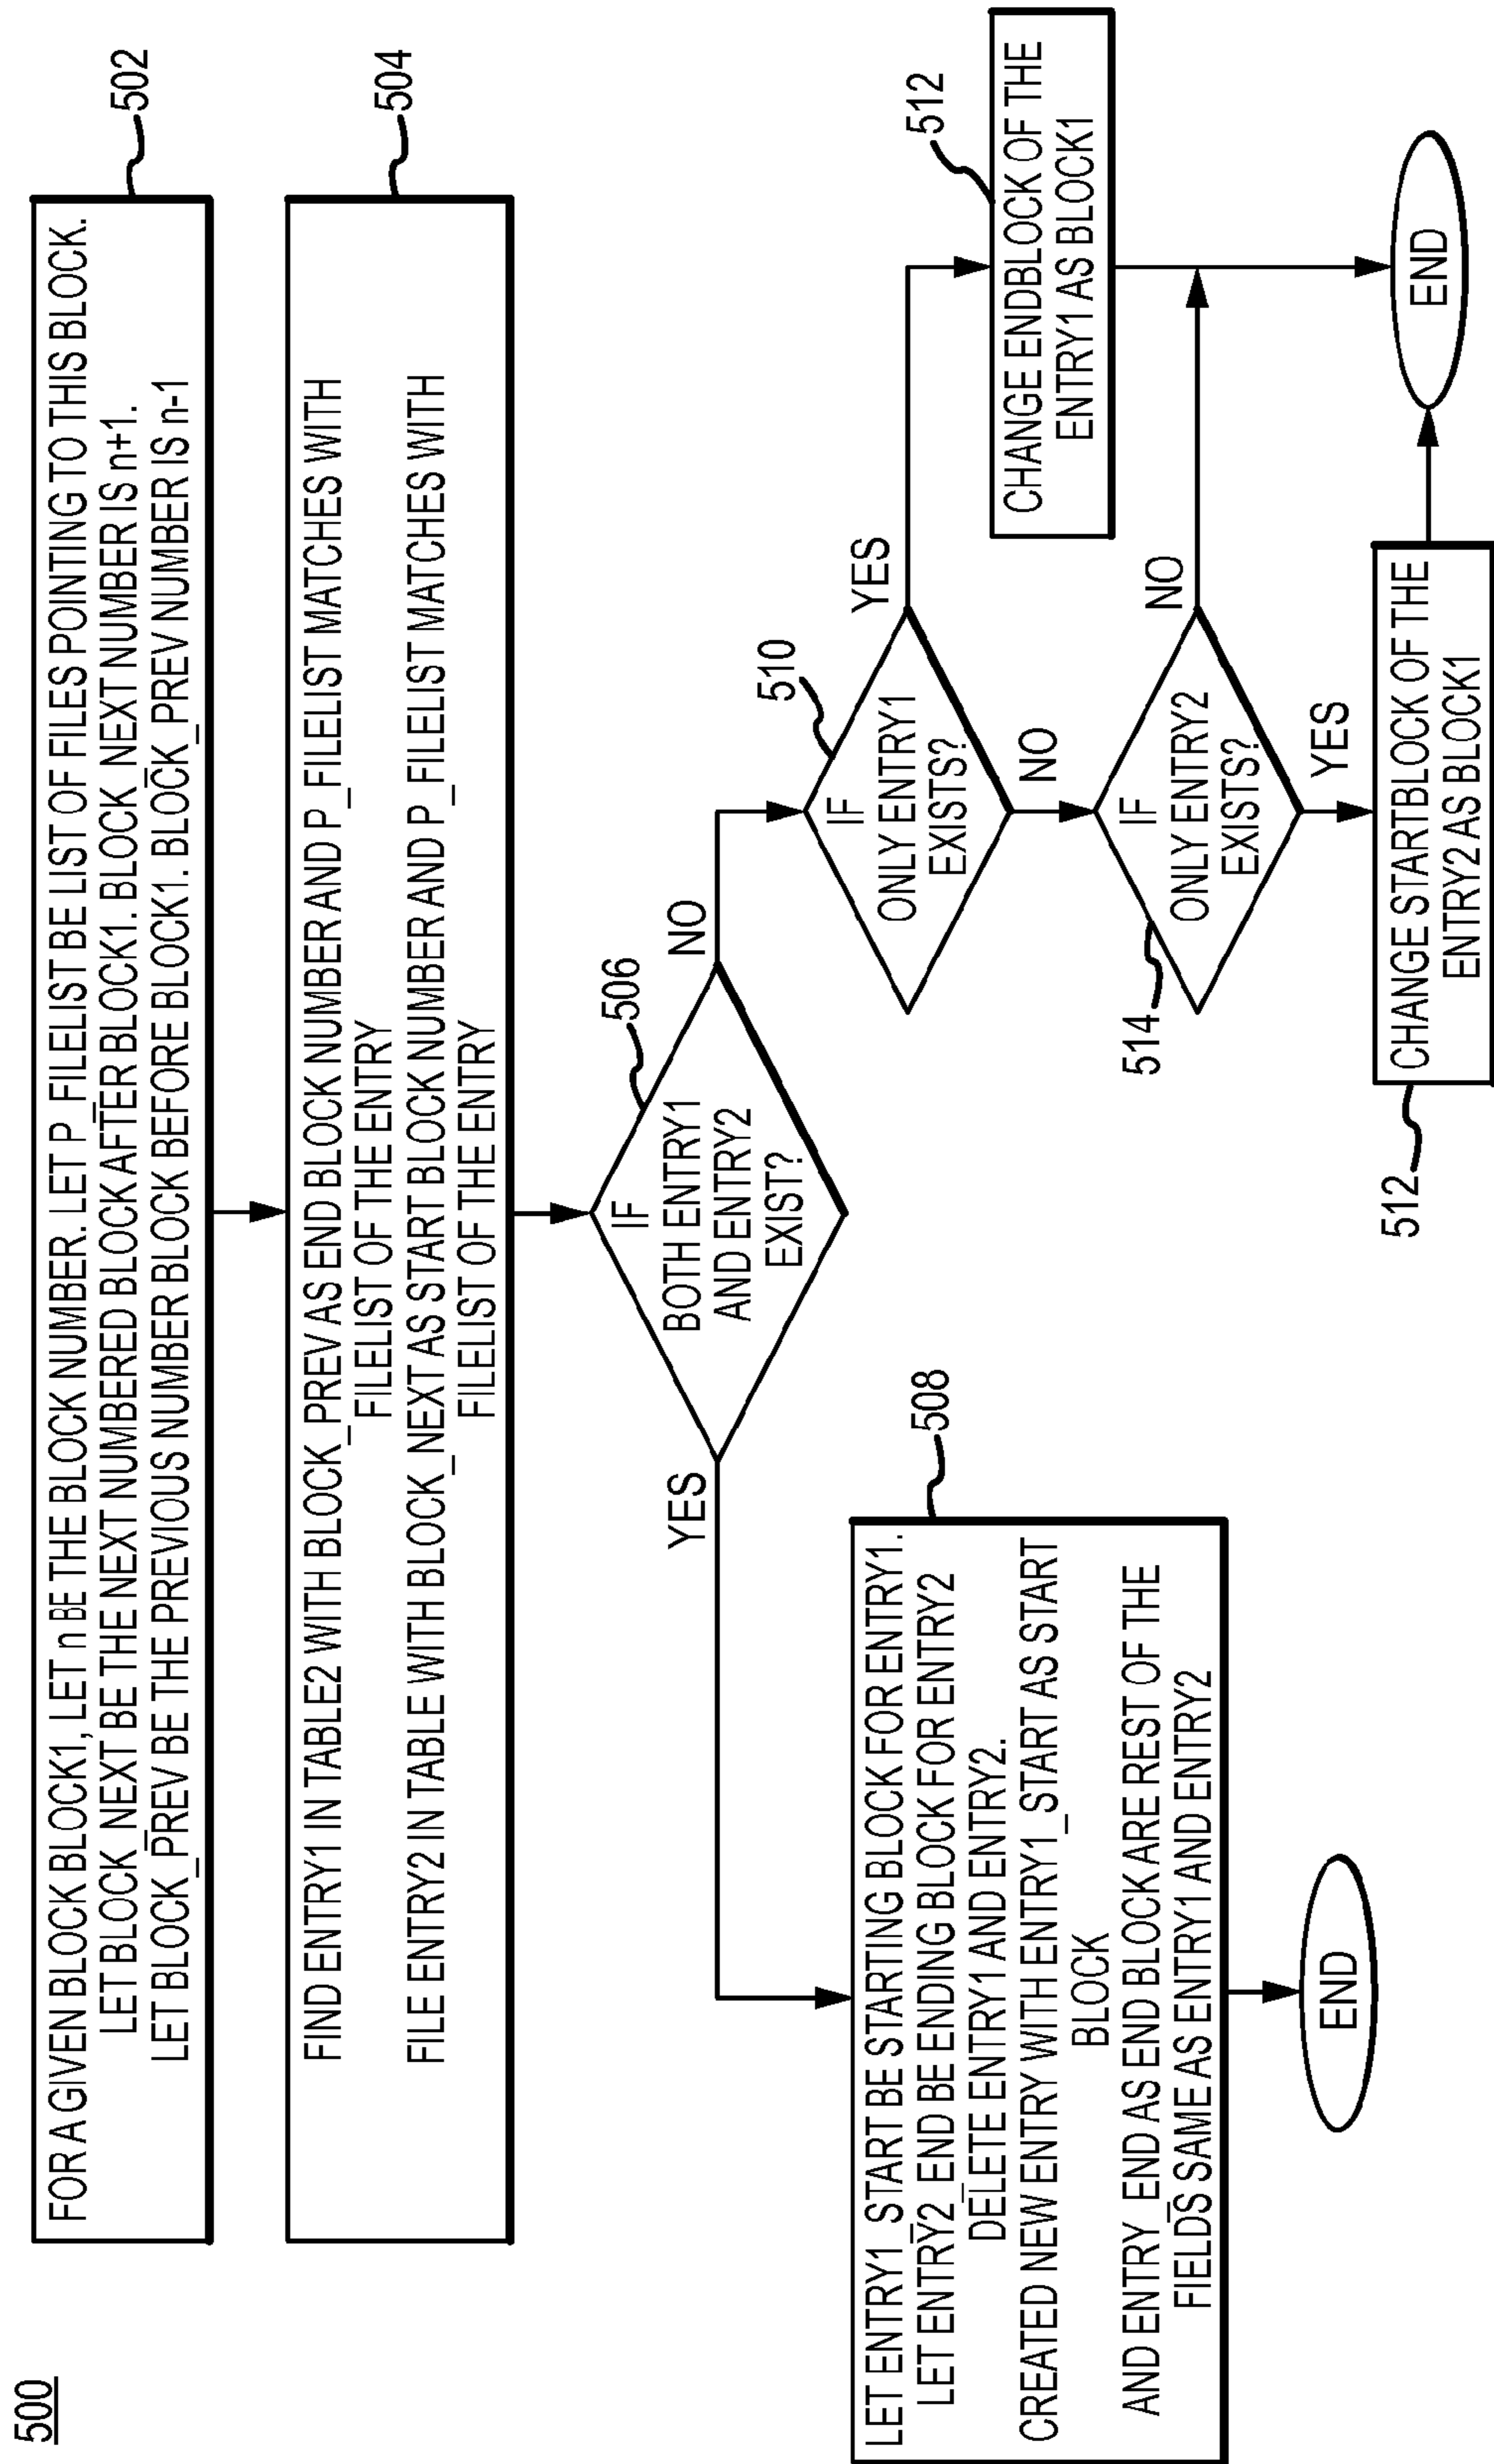 500
FOR A GIVEN BLOCK BLOCK1, LET n BE THE BLOCK NUMBER. LET P_FILELIST BE LIST OF FILES POINTING TO THIS BLOCK.
LET BLOCK_NEXT BE THE NEXT NUMBERED BLOCK AFTER BLOCK1. BLOCK_NEXT NUMBER IS n+1.
LET BLOCK_PREV BE THE PREVIOUS NUMBER BLOCK BEFORE BLOCK1. BLOCK_PREV NUMBER IS n-1
502
FIND ENTRY1 IN TABLE2 WITH BLOCK_PREV AS END BLOCK NUMBER AND P_FILELIST MATCHES WITH
FILELIST OF THE ENTRY
FILE ENTRY2 IN TABLE WITH BLOCK_NEXT AS START BLOCK NUMBER AND P_FILELIST MATCHES WITH
FILELIST OF THE ENTRY
504
IF
BOTH ENTRY1
AND ENTRY2
EXIST?
506
YES
NO
LET ENTRY1_START BE STARTING BLOCK FOR ENTRY1.
LET ENTRY2_END BE ENDING BLOCK FOR ENTRY2
DELETE ENTRY1 AND ENTRY2.
CREATED NEW ENTRY WITH ENTRY1_START AS START
BLOCK
AND ENTRY_END AS END BLOCK ARE REST OF THE
FIELDS SAME AS ENTRY1 AND ENTRY2
508
END
IF
ONLY ENTRY1
EXISTS?
510
YES
NO
CHANGE ENDBLOCK OF THE
ENTRY1 AS BLOCK1
512
IF
ONLY ENTRY2
EXISTS?
514
NO
YES
CHANGE STARTBLOCK OF THE
ENTRY2 AS BLOCK1
512
END